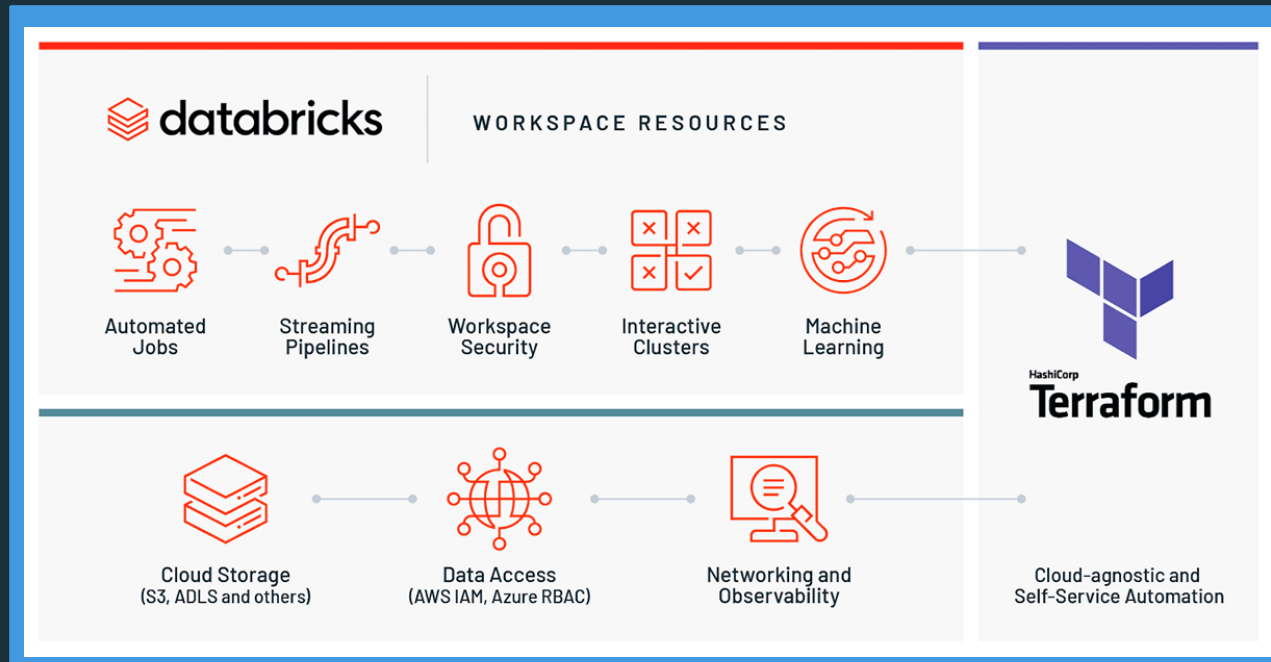 databricks
WORKSPACE RESOURCES
Automated
Jobs
Streaming
Pipelines
Workspace
Security
Interactive
Clusters
Machine
Learning
HashiCorp
Terraform
Cloud Storage
(S3, ADLS and others)
Data Access
(AWS IAM, Azure RBAC)
Networking and
Observability
Cloud-agnostic and
Self-Service Automation